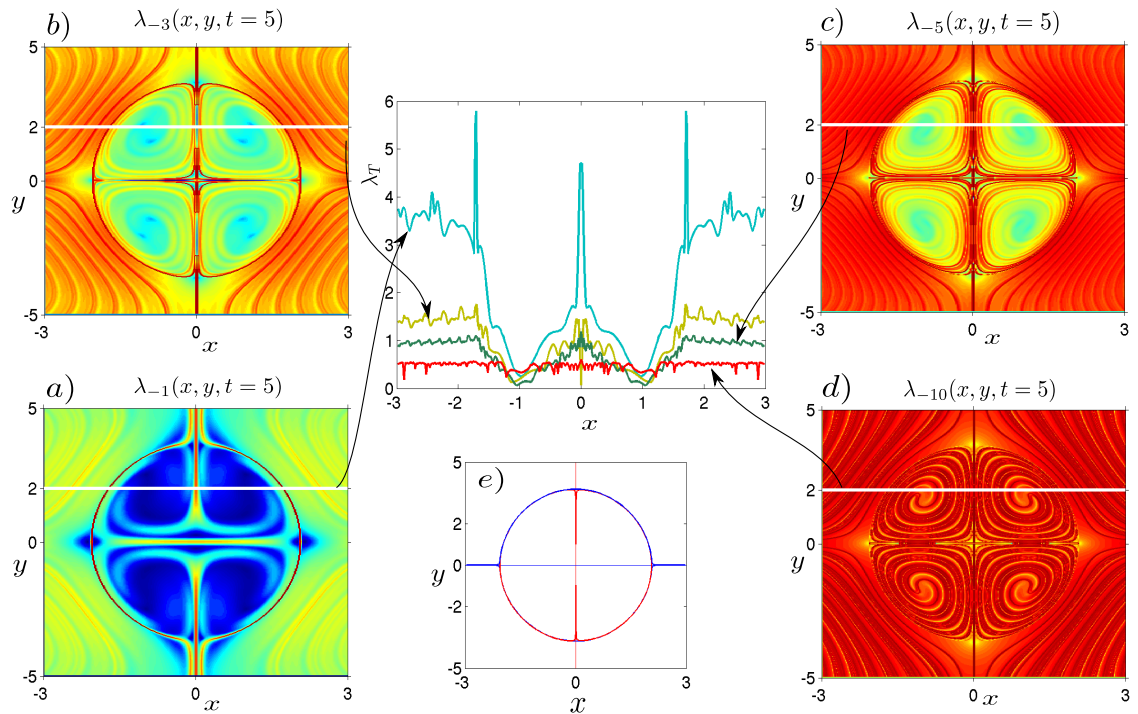 b) λ₋₃(x, y, t = 5)
5
2
0
-5
y
-3 0 3
x
a) λ₋₁(x, y, t = 5)
5
2
0
-5
y
-3 0 3
x
6
5
4
3
2
1
0
λ_T
-3 -2 -1 0 1 2 3
x
e)
5
2
0
-2
-5
y
-3 0 3
x
c) λ₋₅(x, y, t = 5)
5
2
0
-5
y
-3 0 3
x
d) λ₋₁₀(x, y, t = 5)
5
2
0
-5
y
-3 0 3
x